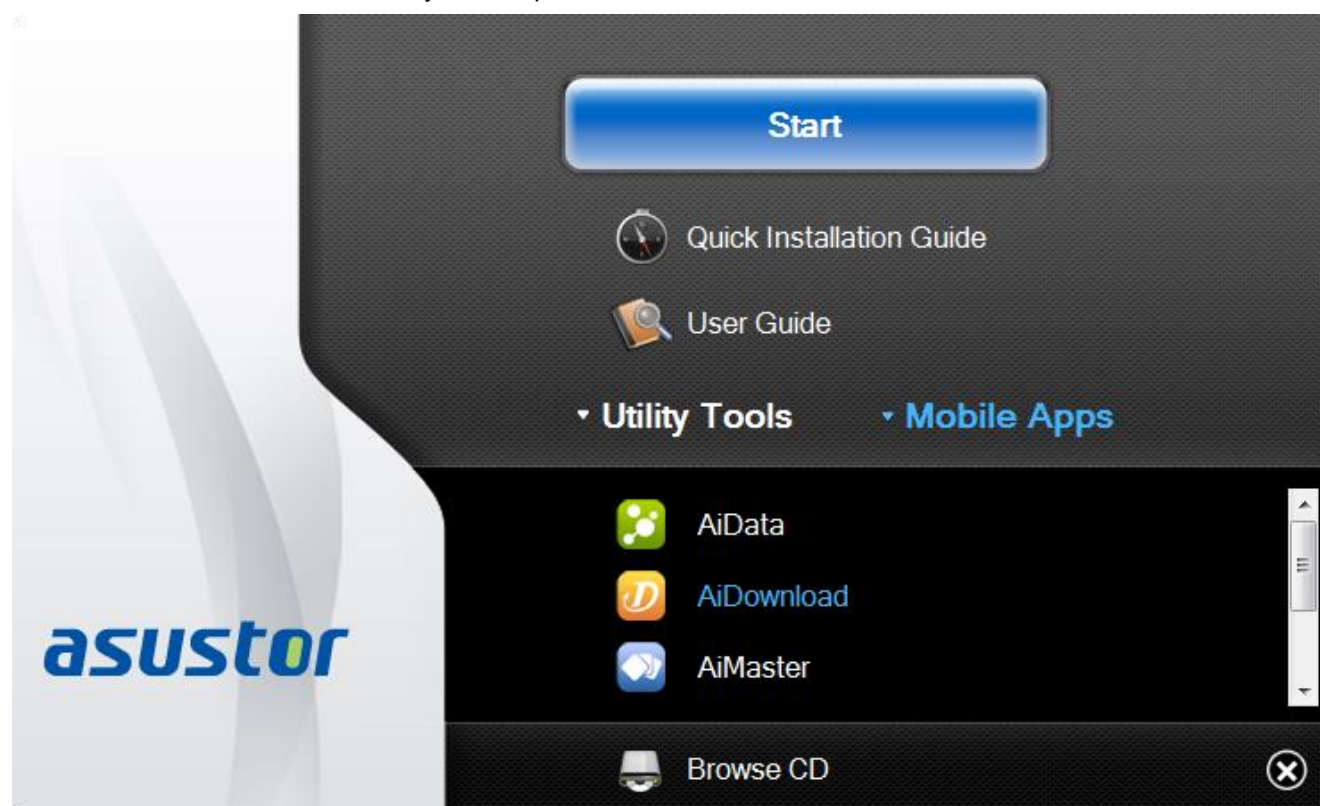 Start
Quick Installation Guide
User Guide
Utility Tools
Mobile Apps
AiData
AiDownload
AiMaster
asustor
Browse CD